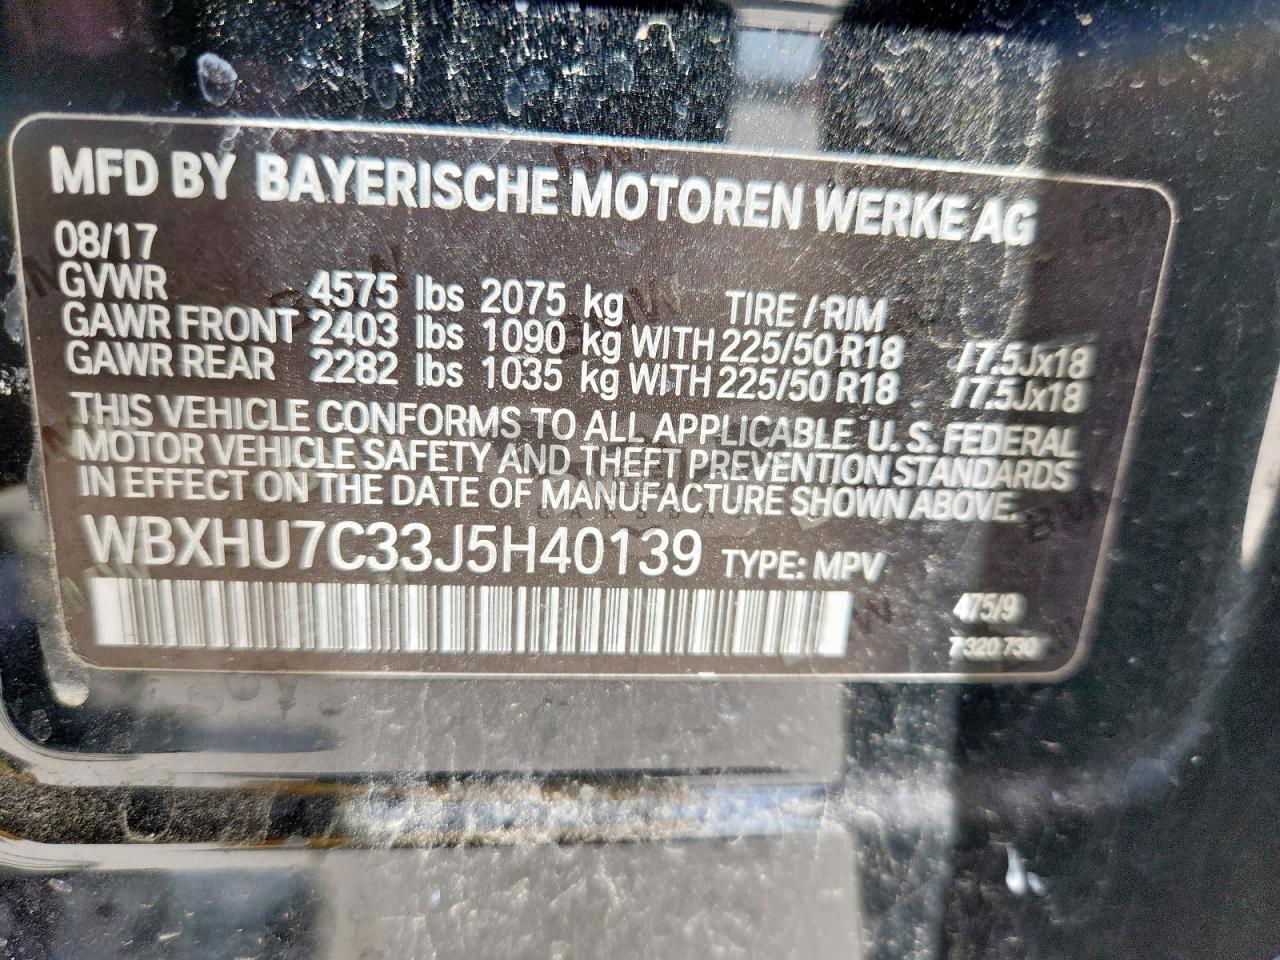 MFD BY BAYERISCHE MOTOREN WERKE AG
08/17
GVWR 4575 lbs 2075 kg TIRE / RIM
GAWR FRONT 2403 lbs 1090 kg WITH 225/50 R18 /7.5Jx18
GAWR REAR 2282 lbs 1035 kg WITH 225/50 R18 /7.5Jx18
THIS VEHICLE CONFORMS TO ALL APPLICABLE U. S. FEDERAL
MOTOR VEHICLE SAFETY AND THEFT PREVENTION STANDARDS
IN EFFECT ON THE DATE OF MANUFACTURE SHOWN ABOVE.
WBXHU7C33J5H40139 TYPE: MPV
475/9
7 320 730